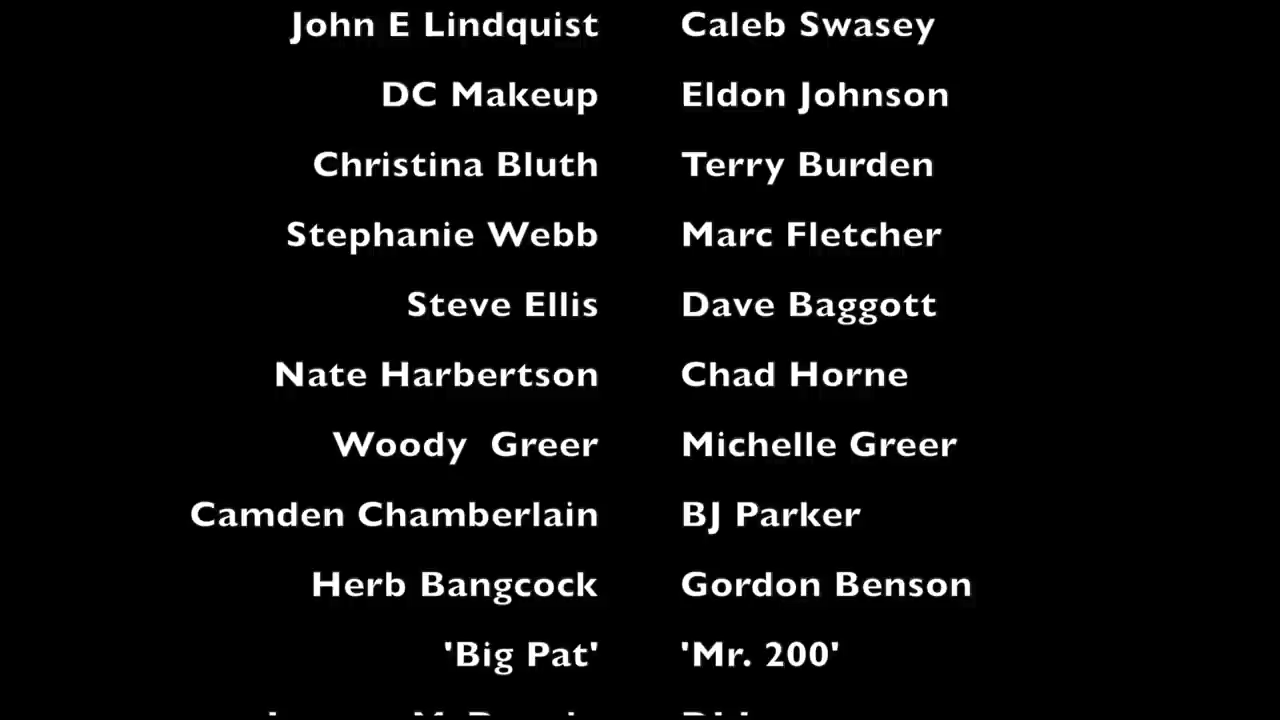 John E Lindquist Caleb Swasey
DC Makeup Eldon Johnson
Christina Bluth Terry Burden
Stephanie Webb Marc Fletcher
Steve Ellis Dave Baggott
Nate Harbertson Chad Horne
Woody  Greer Michelle Greer
Camden Chamberlain BJ Parker
Herb Bangcock Gordon Benson
'Big Pat' 'Mr. 200'